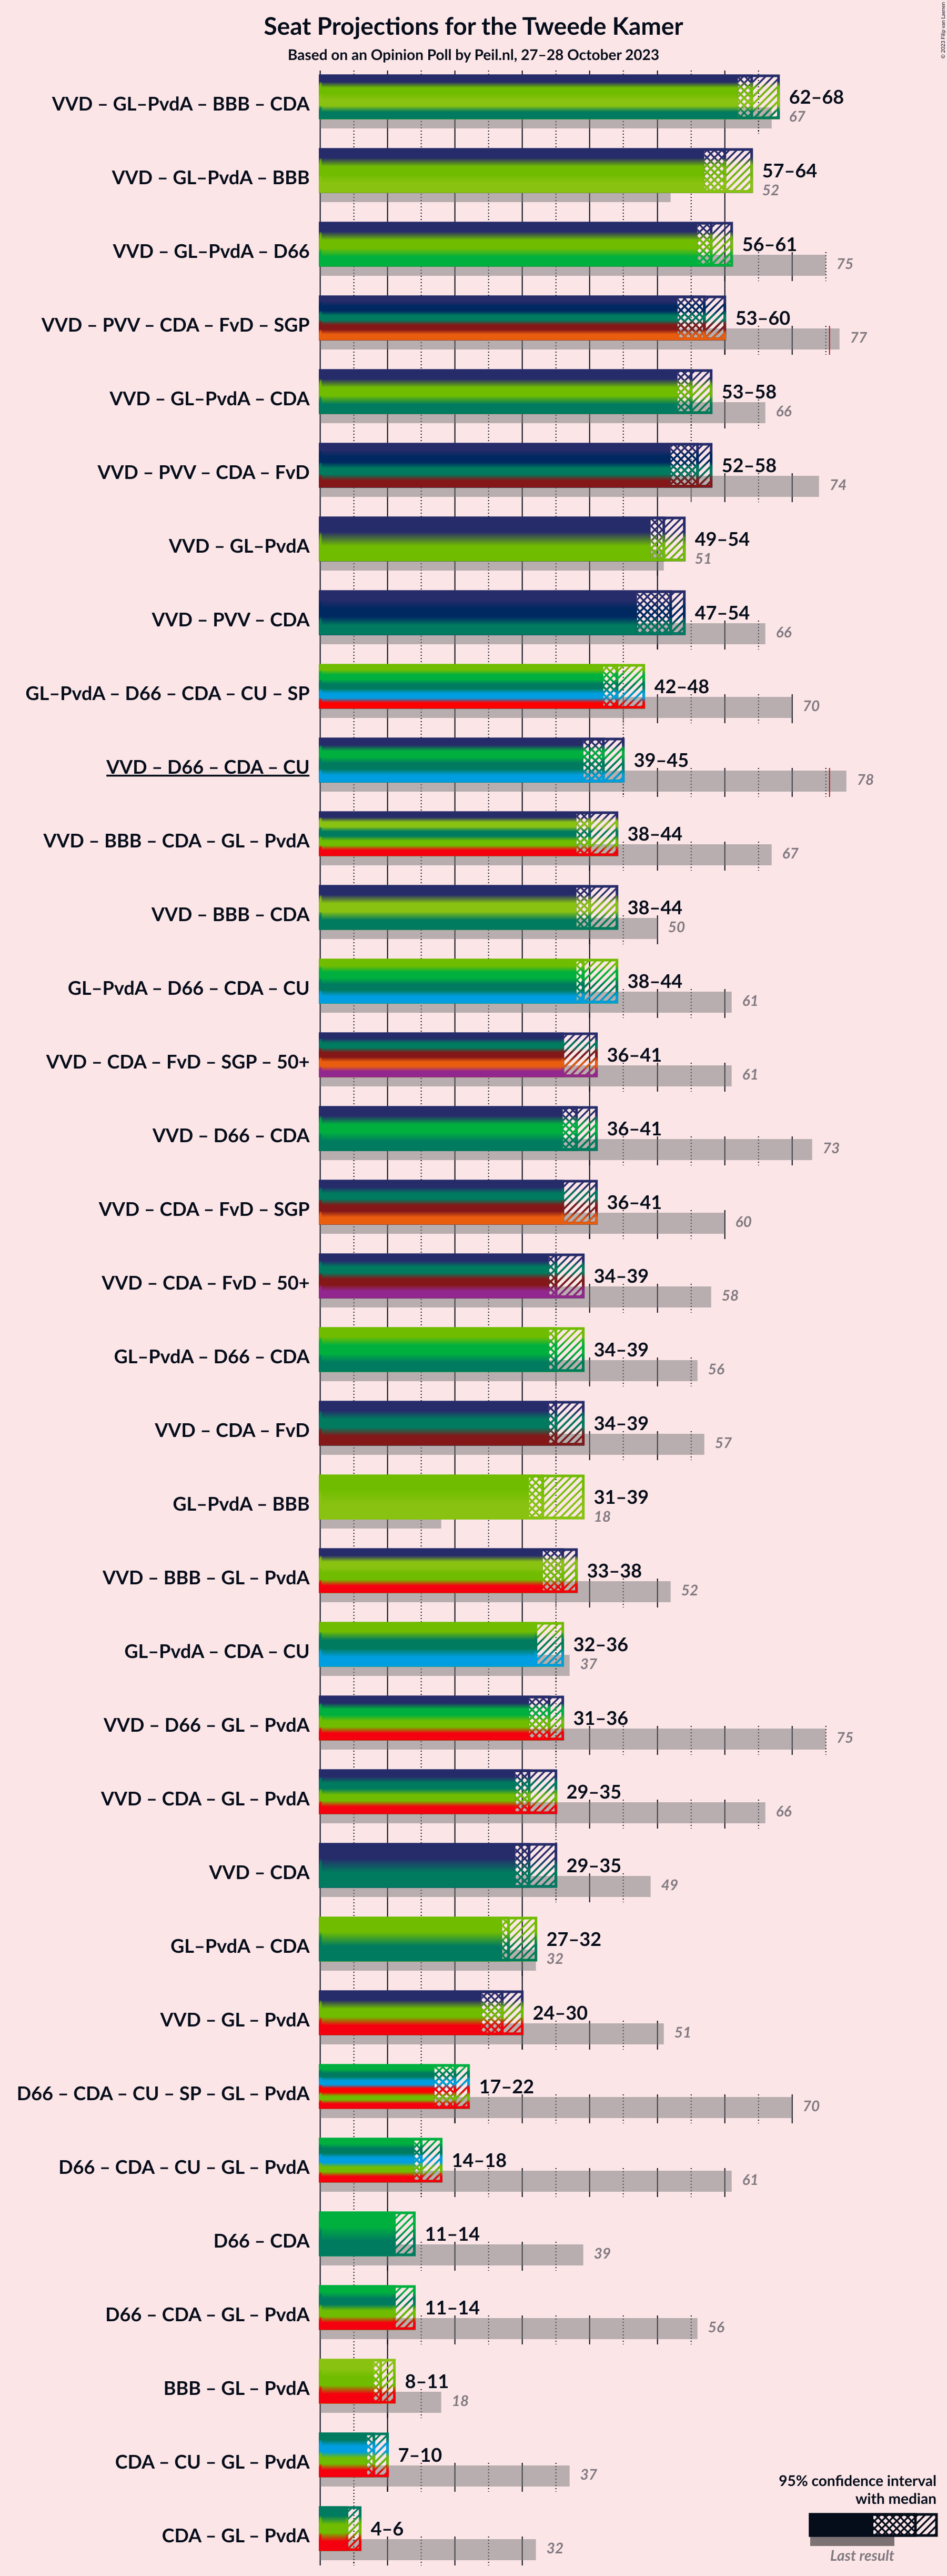 Seat Projections for the Tweede Kamer
Based on an Opinion Poll by Peil.nl, 27–28 October 2023
© 2023 Filip van Laenen
VVD – GL–PvdA – BBB – CDA
62–68
67
VVD – GL–PvdA – BBB
57–64
52
VVD – GL–PvdA – D66
56–61
75
VVD – PVV – CDA – FvD – SGP
53–60
77
VVD – GL–PvdA – CDA
53–58
66
VVD – PVV – CDA – FvD
52–58
74
VVD – GL–PvdA
49–54
51
VVD – PVV – CDA
47–54
66
GL–PvdA – D66 – CDA – CU – SP
42–48
70
VVD – D66 – CDA – CU
39–45
78
VVD – BBB – CDA – GL – PvdA
38–44
67
VVD – BBB – CDA
38–44
50
GL–PvdA – D66 – CDA – CU
38–44
61
VVD – CDA – FvD – SGP – 50+
36–41
61
VVD – D66 – CDA
36–41
73
VVD – CDA – FvD – SGP
36–41
60
VVD – CDA – FvD – 50+
34–39
58
GL–PvdA – D66 – CDA
34–39
56
VVD – CDA – FvD
34–39
57
GL–PvdA – BBB
31–39
18
VVD – BBB – GL – PvdA
33–38
52
GL–PvdA – CDA – CU
32–36
37
VVD – D66 – GL – PvdA
31–36
75
VVD – CDA – GL – PvdA
29–35
66
VVD – CDA
29–35
49
GL–PvdA – CDA
27–32
32
VVD – GL – PvdA
24–30
51
D66 – CDA – CU – SP – GL – PvdA
17–22
70
D66 – CDA – CU – GL – PvdA
14–18
61
D66 – CDA
11–14
39
D66 – CDA – GL – PvdA
11–14
56
BBB – GL – PvdA
8–11
18
CDA – CU – GL – PvdA
7–10
37
CDA – GL – PvdA
4–6
32
95% confidence interval
with median
Last result